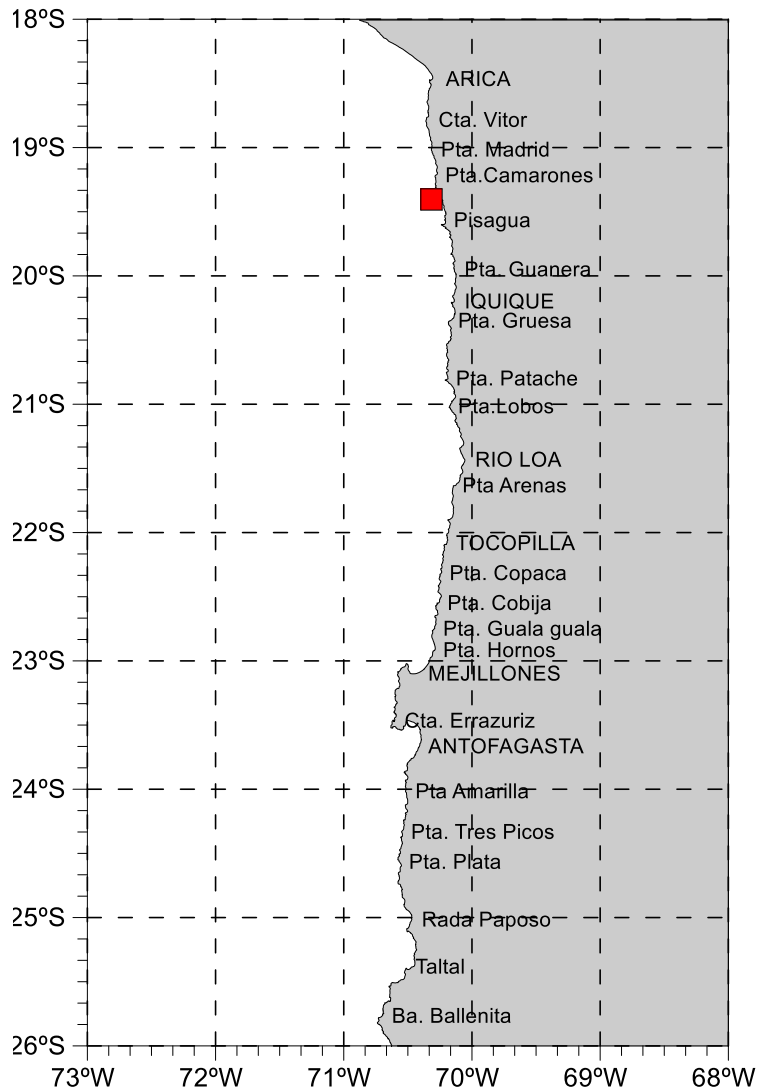 18ºS
ARICA
Cta. Vitor
19ºS
Pta. Madrid
Pta.Camarones
Pisagua
Pta. Guanera
20ºS
IQUIQUE
Pta. Gruesa
Pta. Patache
21ºS
Pta.Lobos
RIO LOA
Pta Arenas
22ºS
TOCOPILLA
Pta. Copaca
Pta. Cobija
Pta. Guala guala
Pta. Hornos
23ºS
MEJILLONES
Cta. Errazuriz
ANTOFAGASTA
24ºS
Pta Amarilla
Pta. Tres Picos
Pta. Plata
25ºS
Rada Paposo
Taltal
Ba. Ballenita
26ºS
73ºW 72ºW 71ºW 70ºW 69ºW 68ºW